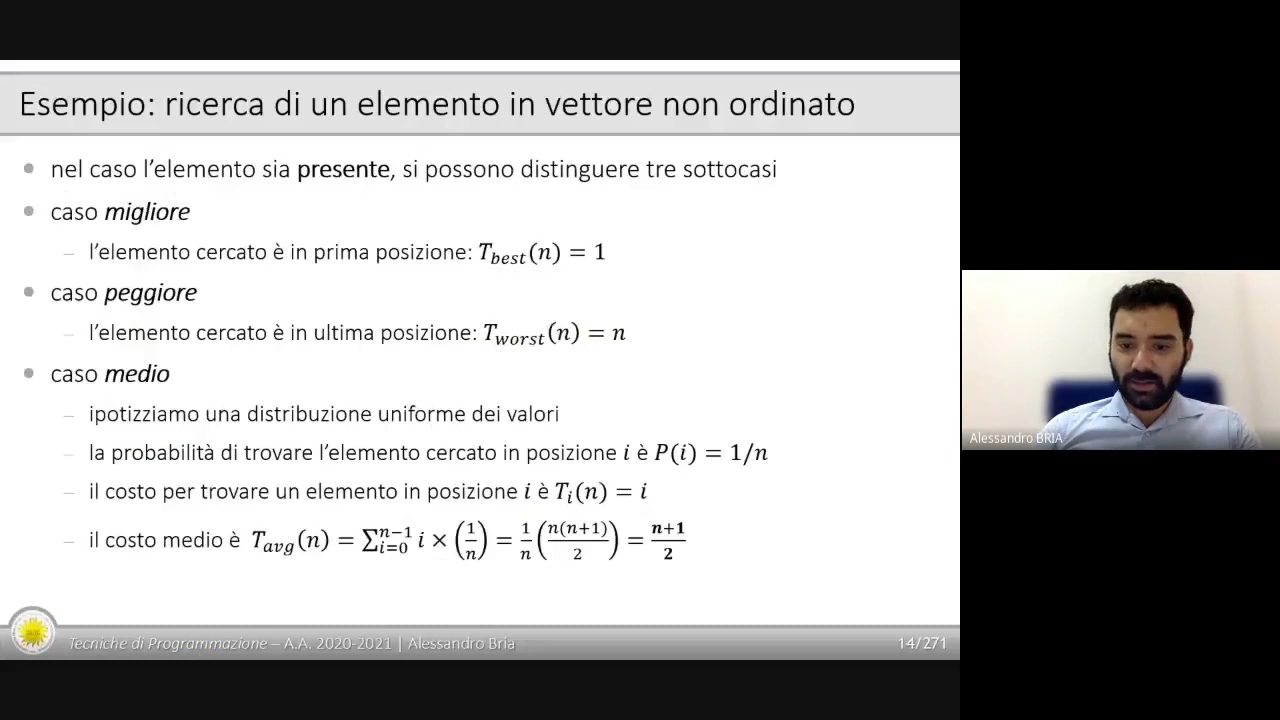 Esempio: ricerca di un elemento in vettore non ordinato
• nel caso l’elemento sia presente, si possono distinguere tre sottocasi
• caso migliore
– l’elemento cercato è in prima posizione: T_best(n) = 1
• caso peggiore
– l’elemento cercato è in ultima posizione: T_worst(n) = n
• caso medio
– ipotizziamo una distribuzione uniforme dei valori
– la probabilità di trovare l’elemento cercato in posizione i è P(i) = 1/n
– il costo per trovare un elemento in posizione i è T_i(n) = i
– il costo medio è T_avg(n) = ∑_{i=0}^{n−1} i × (1/n) = 1/n (n(n+1)/2) = n+1/2
Tecniche di Programmazione – A.A. 2020-2021 | Alessandro Bria
14/271
Alessandro BRIA